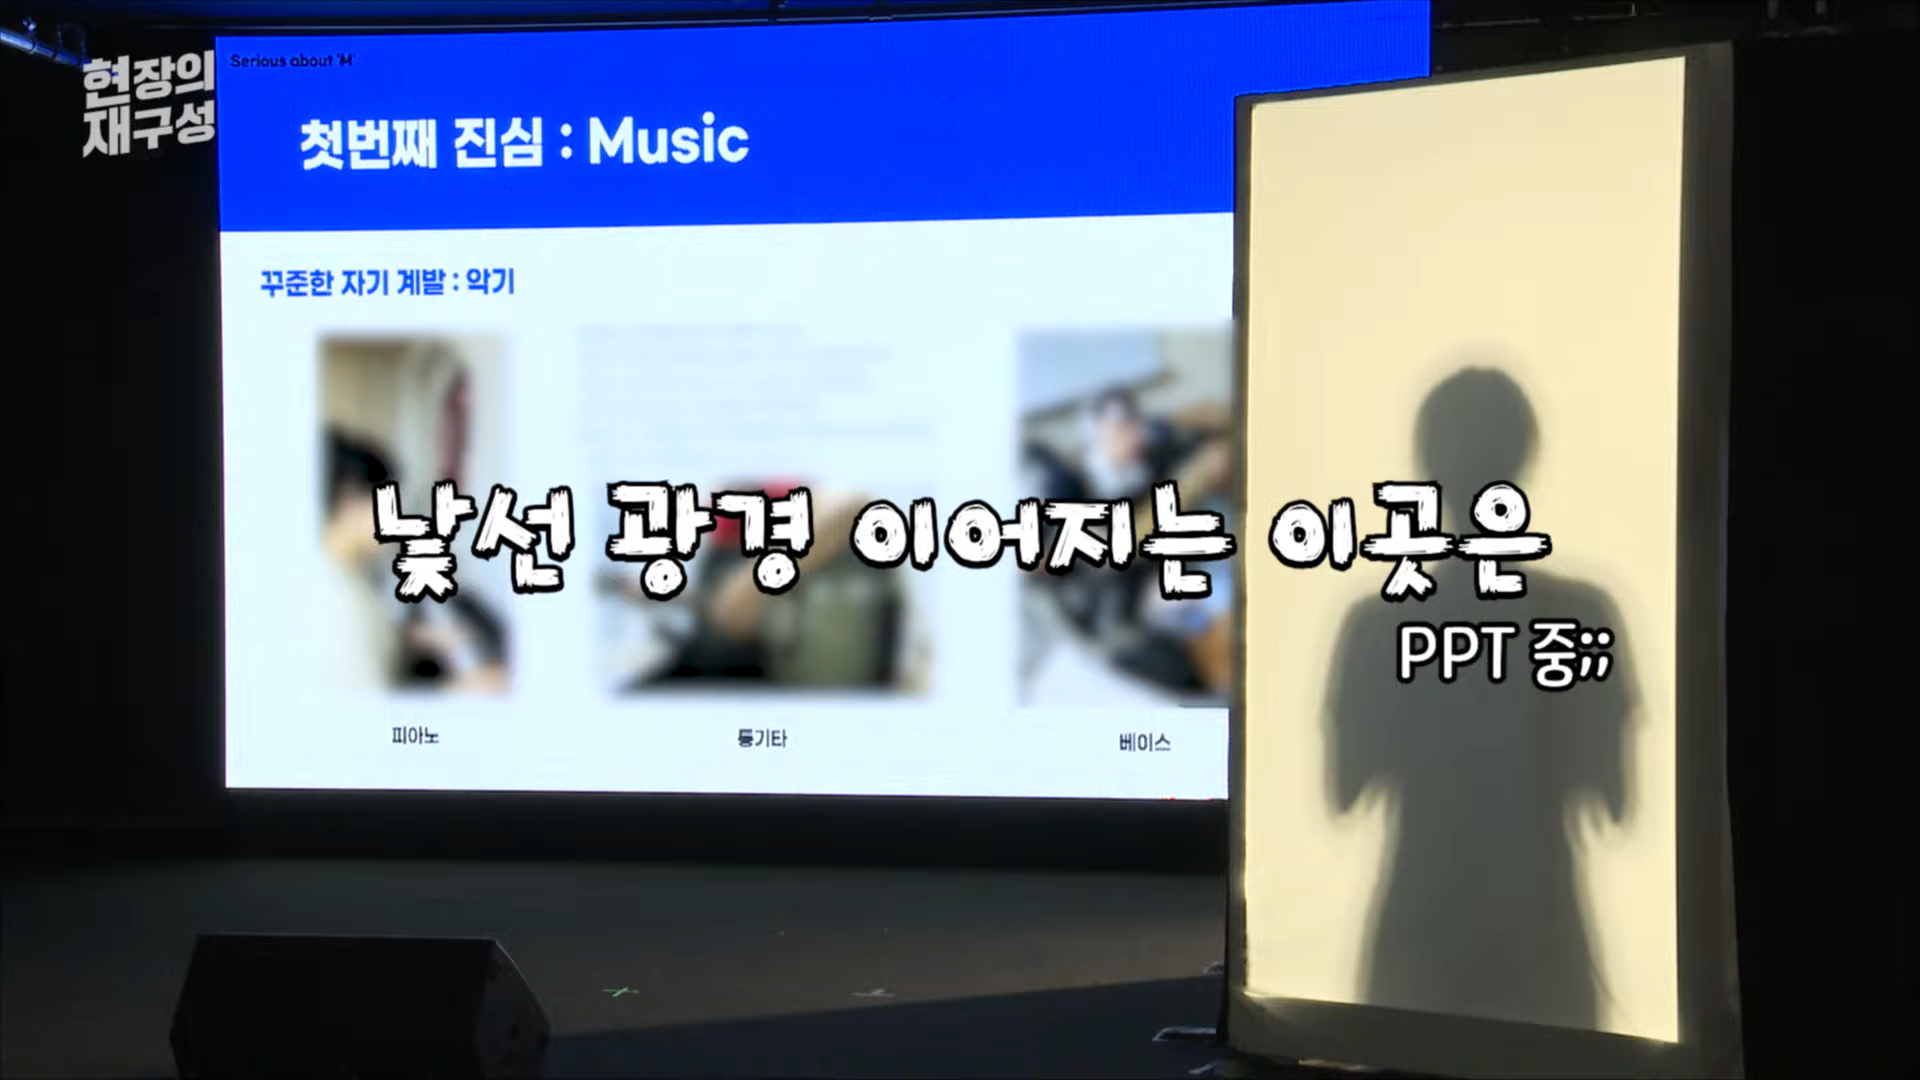 현장의
재구성
Serious about 'M'
첫번째 진심 : Music
꾸준한 자기 계발 : 악기
낯선 광경 이어지는 이곳은
PPT 중;;
피아노
통기타
베이스